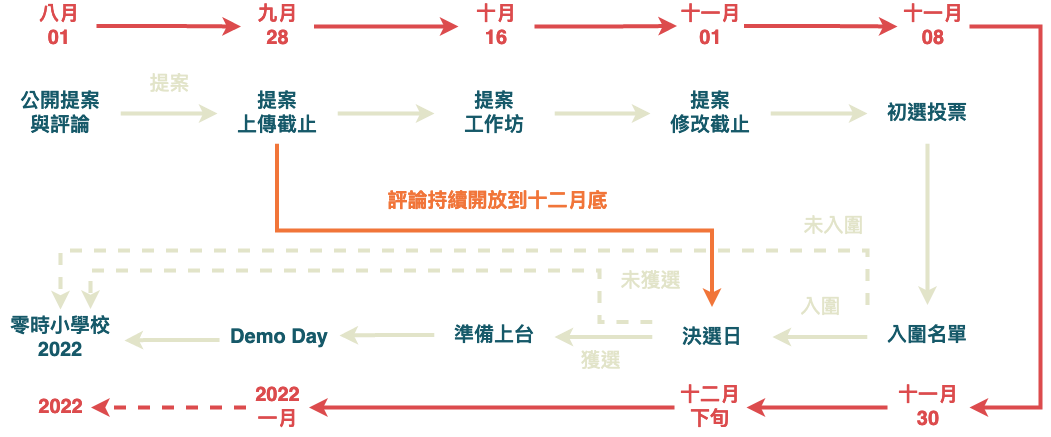 八月
01
九月
28
十月
16
十一月
01
十一月
08
公開提案
與評論
提案
提案
上傳截止
提案
工作坊
提案
修改截止
初選投票
評論持續開放到十二月底
未入圍
未獲選
入圍
零時小學校
2022
Demo Day
準備上台
獲選
決選日
入圍名單
2022
2022
一月
十二月
下旬
十一月
30